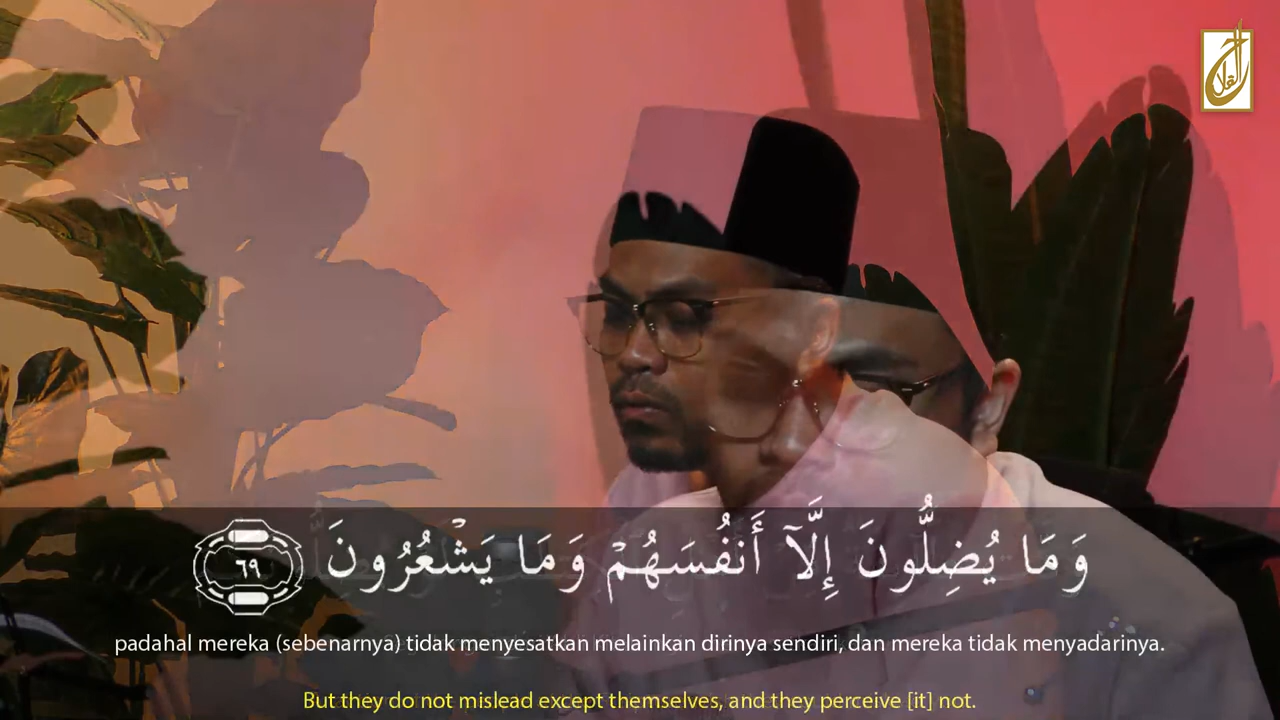 وَمَا يُضِلُّونَ إِلَّآ أَنفُسَهُمْ وَمَا يَشْعُرُونَ ٦٩
padahal mereka (sebenarnya) tidak menyesatkan melainkan dirinya sendiri, dan mereka tidak menyadarinya.
But they do not mislead except themselves, and they perceive [it] not.